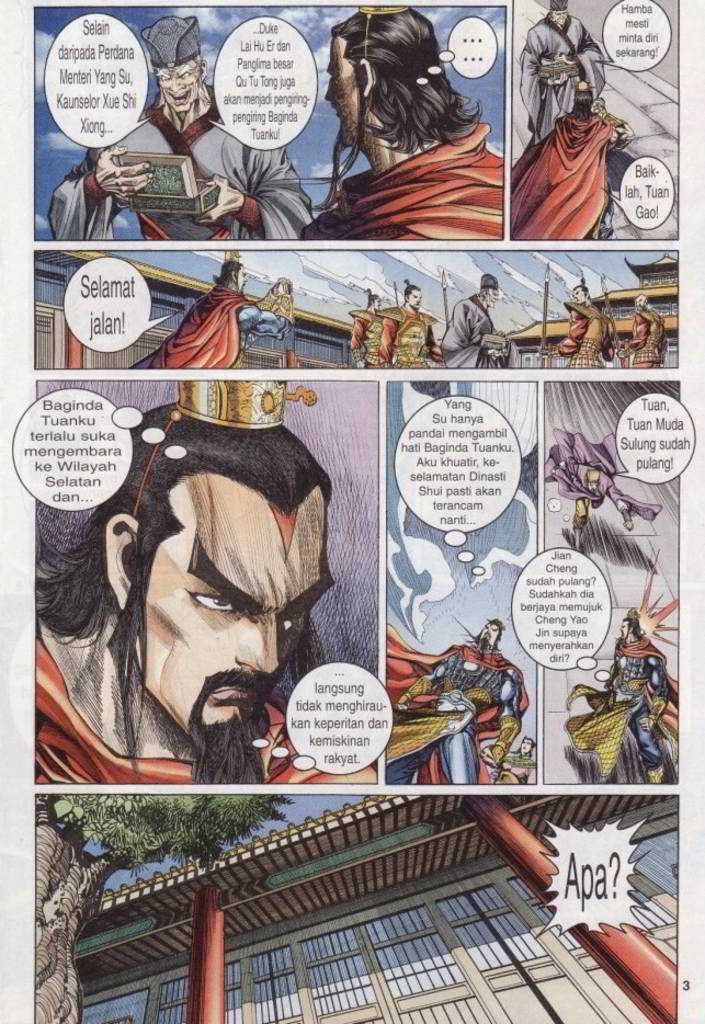 Selain
daripada Perdana
Menteri Yang Su,
Kaunselor Xue Shi
Xiong...
...Duke
Lai Hu Er dan
Panglima besar
Qu Tu Tong juga
akan menjadi pengiring-
pengiring Baginda
Tuanku!
...
...
Hamba
mesti
minta diri
sekarang!
Baik-
lah, Tuan
Gao!
Selamat
jalan!
Baginda
Tuanku
terlalu suka
mengembara
ke Wilayah
Selatan
dan...
...
langsung
tidak menghirau-
kan keperitan dan
kemiskinan
rakyat.
Yang
Su hanya
pandai mengambil
hati Baginda Tuanku.
Aku khuatir, ke-
selamatan Dinasti
Shui pasti akan
terancam
nanti...
Tuan,
Tuan Muda
Sulung sudah
pulang!
Jian
Cheng
sudah pulang?
Sudahkah dia
berjaya memujuk
Cheng Yao
Jin supaya
menyerahkan
diri?
Apa?
3